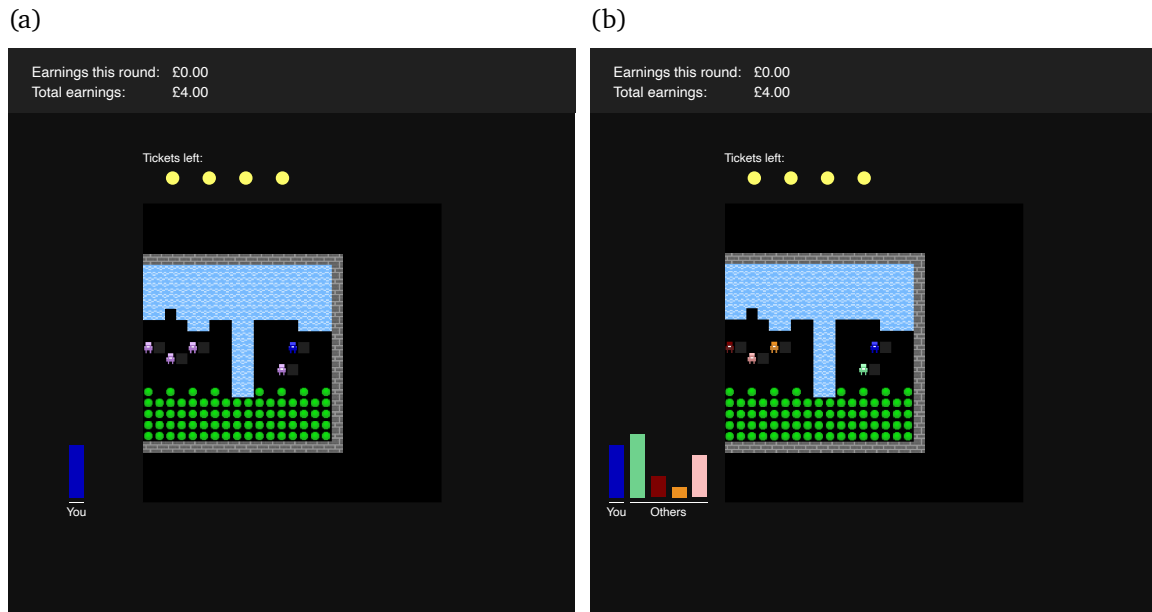 (a)
Earnings this round: £0.00
Total earnings: £4.00
Tickets left:
You
(b)
Earnings this round: £0.00
Total earnings: £4.00
Tickets left:
You Others